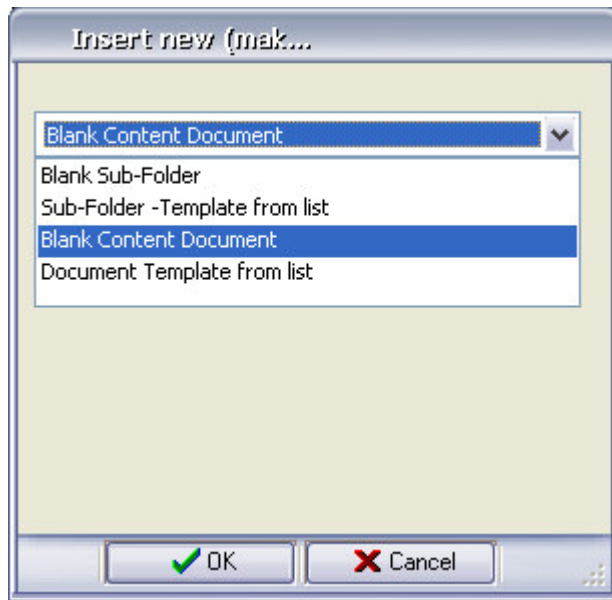 Insert new (mak...
Blank Content Document
Blank Sub-Folder
Sub-Folder -Template from list
Blank Content Document
Document Template from list
OK
Cancel